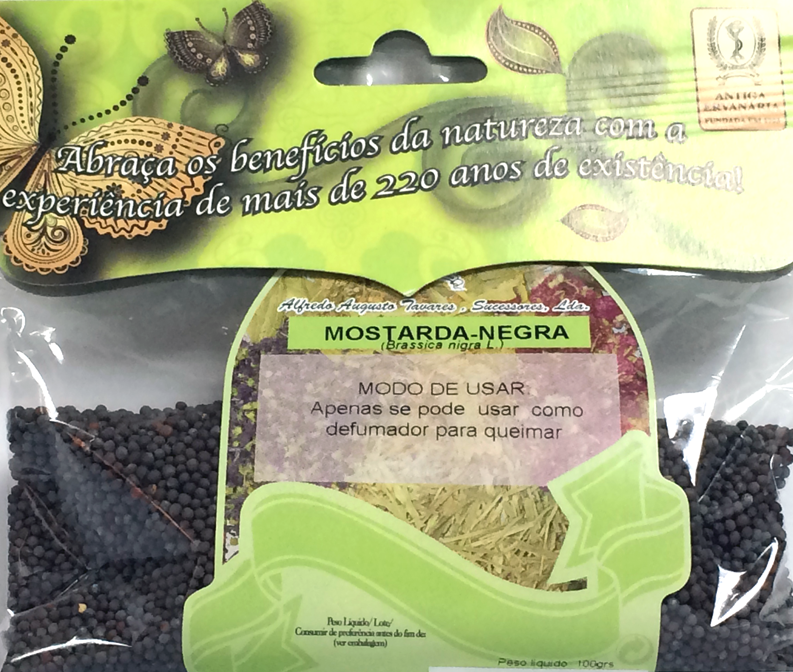 ANTIGA
ERVANÁRIA
Abraça os benefícios da natureza com a
experiência de mais de 220 anos de existência!
Alfredo Augusto Tavares , Sucessores, Lda.
MOSTARDA-NEGRA
(Brassica nigra L.)
MODO DE USAR:
Apenas se pode usar como
defumador para queimar
Peso Líquido/ Lote/
Consumir de preferência antes do fim de:
(ver embalagem)
Peso líquido: 100grs